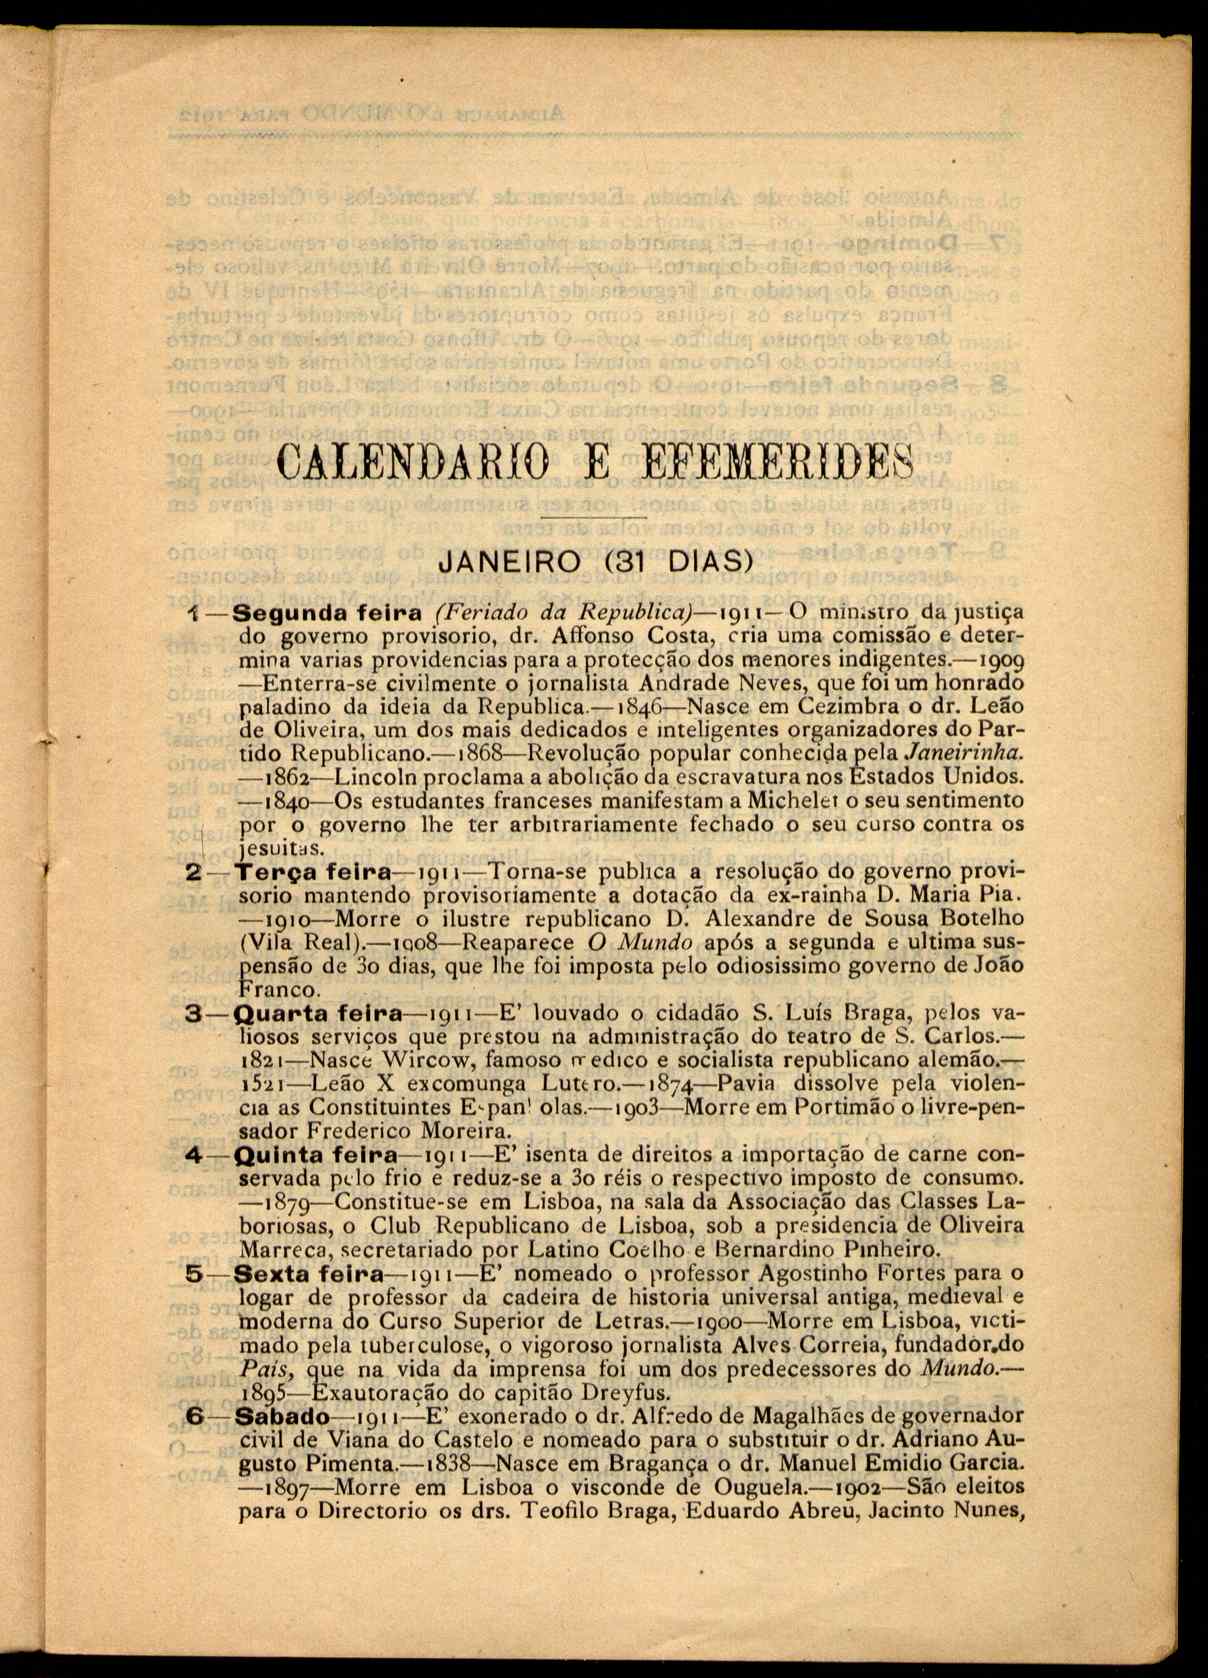 CALENDARIO E EFEMERIDES
JANEIRO (31 DIAS)
1—Segunda feira (Feriado da Republica)—1911—O ministro da justiça
do governo provisorio, dr. Affonso Costa, cria uma comissão e deter-
mina varias providencias para a protecção dos menores indigentes.—1909
—Enterra-se civilmente o jornalista Andrade Neves, que foi um honrado
paladino da ideia da Republica.—1846—Nasce em Cezimbra o dr. Leão
de Oliveira, um dos mais dedicados e inteligentes organizadores do Par-
tido Republicano.—1868—Revolução popular conhecida pela Janeirinha.
—1862—Lincoln proclama a abolição da escravatura nos Estados Unidos.
—1840—Os estudantes franceses manifestam a Michelet o seu sentimento
por o governo lhe ter arbitrariamente fechado o seu curso contra os
jesuitas.
2—Terça feira—1911—Torna-se publica a resolução do governo provi-
sorio mantendo provisoriamente a dotação da ex-rainha D. Maria Pia.
—1910—Morre o ilustre republicano D. Alexandre de Sousa Botelho
(Vila Real).—1908—Reaparece O Mundo após a segunda e ultima sus-
pensão de 30 dias, que lhe foi imposta pelo odiosissimo governo de João
Franco.
3—Quarta feira—1911—E' louvado o cidadão S. Luís Braga, pelos va-
liosos serviços que prestou na administração do teatro de S. Carlos.—
1821—Nasce Wircow, famoso medico e socialista republicano alemão.—
1521—Leão X excomunga Lutero.—1874—Pavia dissolve pela violen-
cia as Constituintes Espanholas.—1903—Morre em Portimão o livre-pen-
sador Frederico Moreira.
4—Quinta feira—1911—E' isenta de direitos a importação de carne con-
servada pelo frio e reduz-se a 30 réis o respectivo imposto de consumo.
—1879—Constitue-se em Lisboa, na sala da Associação das Classes La-
boriosas, o Club Republicano de Lisboa, sob a presidencia de Oliveira
Marreca, secretariado por Latino Coelho e Bernardino Pinheiro.
5—Sexta feira—1911—E' nomeado o professor Agostinho Fortes para o
logar de professor da cadeira de historia universal antiga, medieval e
moderna do Curso Superior de Letras.—1900—Morre em Lisboa, victi-
mado pela tuberculose, o vigoroso jornalista Alves Correia, fundador do
País, que na vida da imprensa foi um dos predecessores do Mundo.—
1895—Exautoração do capitão Dreyfus.
6—Sabado—1911—E' exonerado o dr. Alfredo de Magalhães de governador
civil de Viana do Castelo e nomeado para o substituir o dr. Adriano Au-
gusto Pimenta.—1838—Nasce em Bragança o dr. Manuel Emidio Garcia.
—1897—Morre em Lisboa o visconde de Ouguela.—1902—São eleitos
para o Directorio os drs. Teofilo Braga, Eduardo Abreu, Jacinto Nunes,